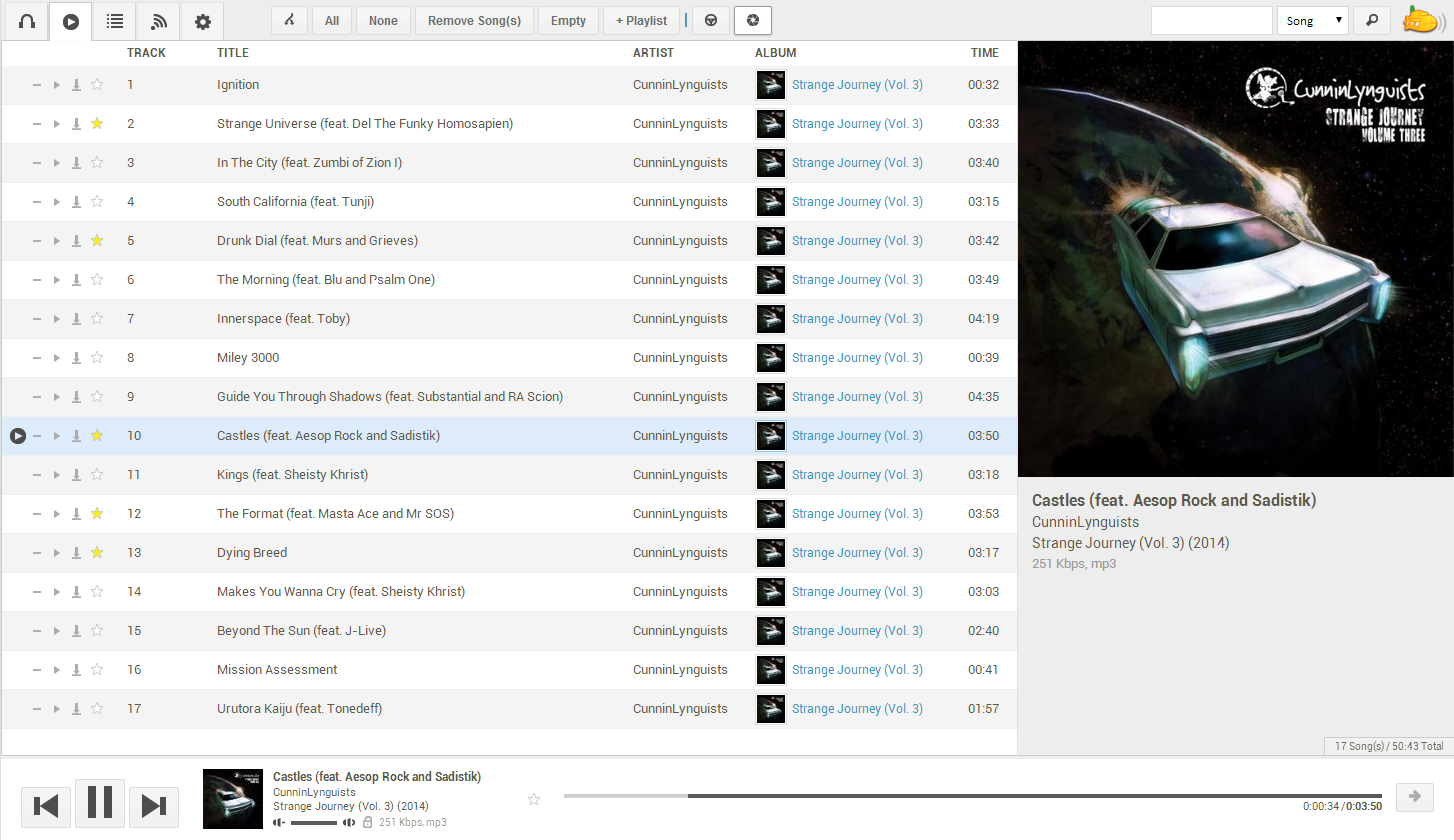 All None Remove Song(s) Empty + Playlist Song
TRACK TITLE ARTIST ALBUM TIME
1 Ignition CunninLynguists Strange Journey (Vol. 3) 00:32
2 Strange Universe (feat. Del The Funky Homosapien) CunninLynguists Strange Journey (Vol. 3) 03:33
3 In The City (feat. Zumbi of Zion I) CunninLynguists Strange Journey (Vol. 3) 03:40
4 South California (feat. Tunji) CunninLynguists Strange Journey (Vol. 3) 03:15
5 Drunk Dial (feat. Murs and Grieves) CunninLynguists Strange Journey (Vol. 3) 03:42
6 The Morning (feat. Blu and Psalm One) CunninLynguists Strange Journey (Vol. 3) 03:49
7 Innerspace (feat. Toby) CunninLynguists Strange Journey (Vol. 3) 04:19
8 Miley 3000 CunninLynguists Strange Journey (Vol. 3) 00:39
9 Guide You Through Shadows (feat. Substantial and RA Scion) CunninLynguists Strange Journey (Vol. 3) 04:35
10 Castles (feat. Aesop Rock and Sadistik) CunninLynguists Strange Journey (Vol. 3) 03:50
11 Kings (feat. Sheisty Khrist) CunninLynguists Strange Journey (Vol. 3) 03:18
12 The Format (feat. Masta Ace and Mr SOS) CunninLynguists Strange Journey (Vol. 3) 03:53
13 Dying Breed CunninLynguists Strange Journey (Vol. 3) 03:17
14 Makes You Wanna Cry (feat. Sheisty Khrist) CunninLynguists Strange Journey (Vol. 3) 03:03
15 Beyond The Sun (feat. J-Live) CunninLynguists Strange Journey (Vol. 3) 02:40
16 Mission Assessment CunninLynguists Strange Journey (Vol. 3) 00:41
17 Urutora Kaiju (feat. Tonedeff) CunninLynguists Strange Journey (Vol. 3) 01:57
CunninLynguists
STRANGE JOURNEY
VOLUME THREE
Castles (feat. Aesop Rock and Sadistik)
CunninLynguists
Strange Journey (Vol. 3) (2014)
251 Kbps, mp3
17 Song(s) / 50:43 Total
Castles (feat. Aesop Rock and Sadistik)
CunninLynguists
Strange Journey (Vol. 3) (2014)
251 Kbps, mp3
0:00:34 / 0:03:50